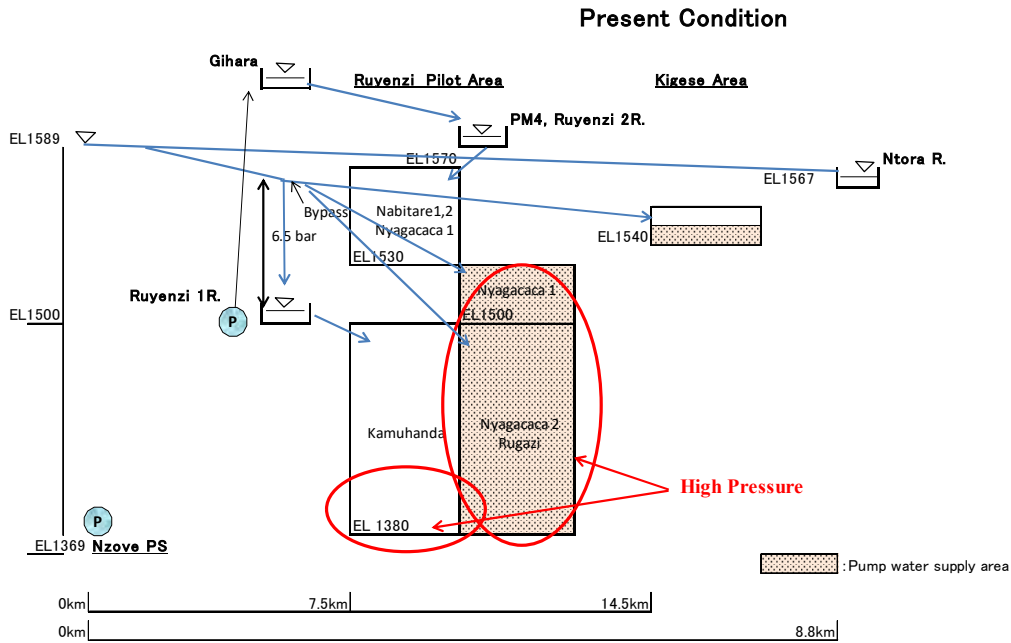 Present Condition
Gihara
Ruyenzi Pilot Area
Kigese Area
PM4, Ruyenzi 2R.
EL1589
EL1570
Ntora R.
EL1567
Bypass
Nabitare1,2
Nyagacaca 1
6.5 bar
EL1540
EL1530
Ruyenzi 1R.
Nyagacaca 1
EL1500
P
EL1500
Kamuhanda
Nyagacaca 2
Rugazi
High Pressure
P
EL 1380
EL1369
Nzove PS
:Pump water supply area
0km
7.5km
14.5km
0km
8.8km